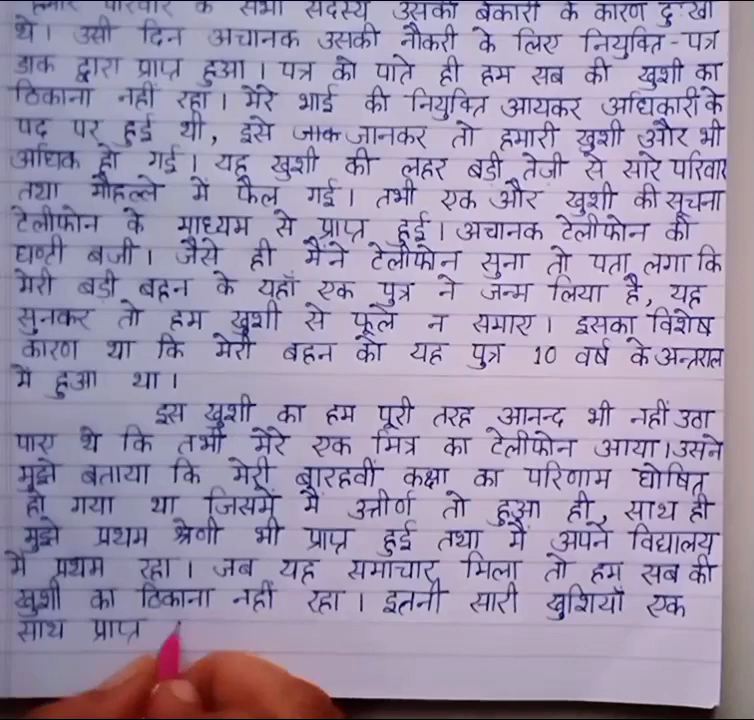 हमारे परिवार के सभी सदस्य उसकी बेकारी के कारण दुःखी
थे। उसी दिन अचानक उसकी नौकरी के लिए नियुक्ति-पत्र
डाक द्वारा प्राप्त हुआ। पत्र को पाते ही हम सब की खुशी का
ठिकाना नहीं रहा। मेरे भाई की नियुक्ति आयकर अधिकारी के
पद पर हुई थी, इसे जाक जानकर तो हमारी खुशी और भी
अधिक हो गई। यह खुशी की लहर बड़ी तेजी से सारे परिवार
तथा मौहल्ले में फैल गई। तभी एक और खुशी की सूचना
टेलीफोन के माध्यम से प्राप्त हुई। अचानक टेलीफोन की
घण्टी बजी। जैसे ही मैंने टेलीफोन सुना तो पता लगा कि
मेरी बड़ी बहन के यहाँ एक पुत्र ने जन्म लिया है, यह
सुनकर तो हम खुशी से फूले न समाए। इसका विशेष
कारण था कि मेरी बहन को यह पुत्र 10 वर्ष के अन्तराल
में हुआ था।
इस खुशी का हम पूरी तरह आनन्द भी नहीं उठा
पाए थे कि तभी मेरे एक मित्र का टेलीफोन आया। उसने
मुझे बताया कि मेरी बारहवीं कक्षा का परिणाम घोषित
हो गया था जिसमें मैं उत्तीर्ण तो हुआ ही, साथ ही
मुझे प्रथम श्रेणी भी प्राप्त हुई तथा मैं अपने विद्यालय
में प्रथम रहा। जब यह समाचार मिला तो हम सब की
खुशी का ठिकाना नहीं रहा। इतनी सारी खुशियाँ एक
साथ प्राप्त